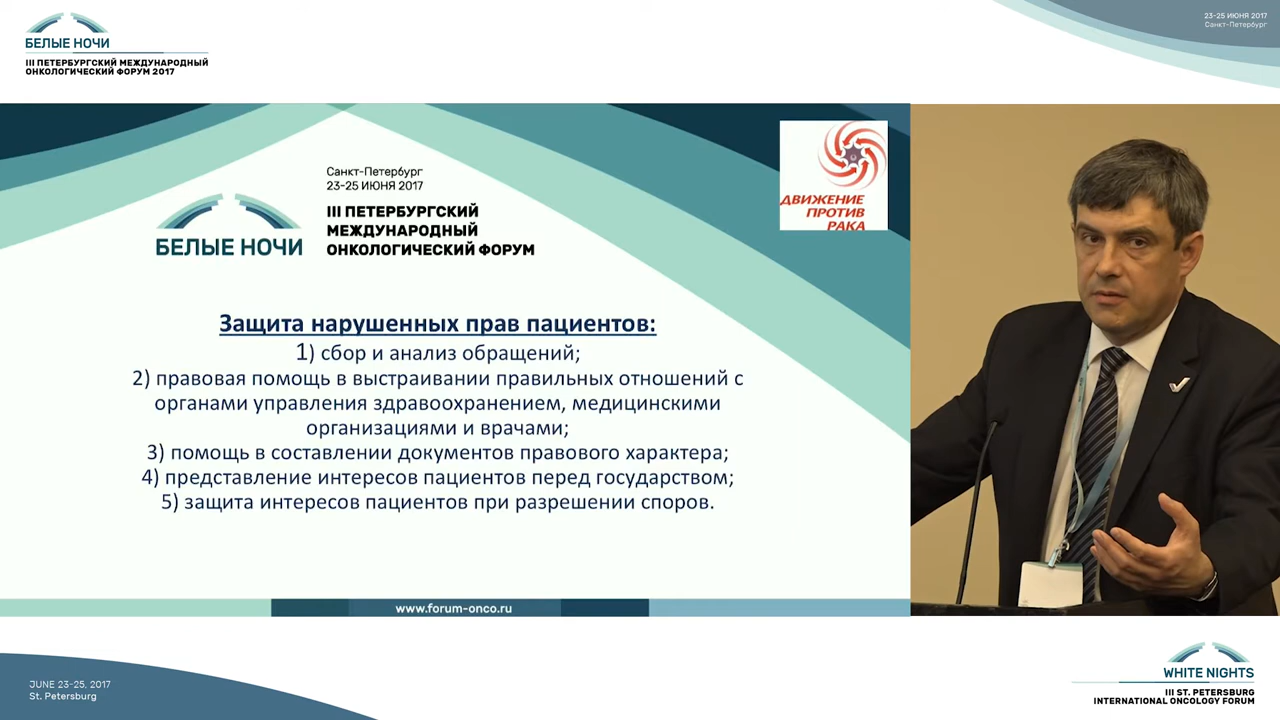 БЕЛЫЕ НОЧИ
III ПЕТЕРБУРГСКИЙ МЕЖДУНАРОДНЫЙ
ОНКОЛОГИЧЕСКИЙ ФОРУМ 2017
23-25 ИЮНЯ 2017
Санкт-Петербург
Санкт-Петербург
23-25 ИЮНЯ 2017
БЕЛЫЕ НОЧИ
III ПЕТЕРБУРГСКИЙ
МЕЖДУНАРОДНЫЙ
ОНКОЛОГИЧЕСКИЙ ФОРУМ
ДВИЖЕНИЕ
ПРОТИВ
РАКА
Защита нарушенных прав пациентов:
1) сбор и анализ обращений;
2) правовая помощь в выстраивании правильных отношений с
органами управления здравоохранением, медицинскими
организациями и врачами;
3) помощь в составлении документов правового характера;
4) представление интересов пациентов перед государством;
5) защита интересов пациентов при разрешении споров.
www.forum-onco.ru
JUNE 23-25, 2017
St. Petersburg
WHITE NIGHTS
III ST. PETERSBURG
INTERNATIONAL ONCOLOGY FORUM